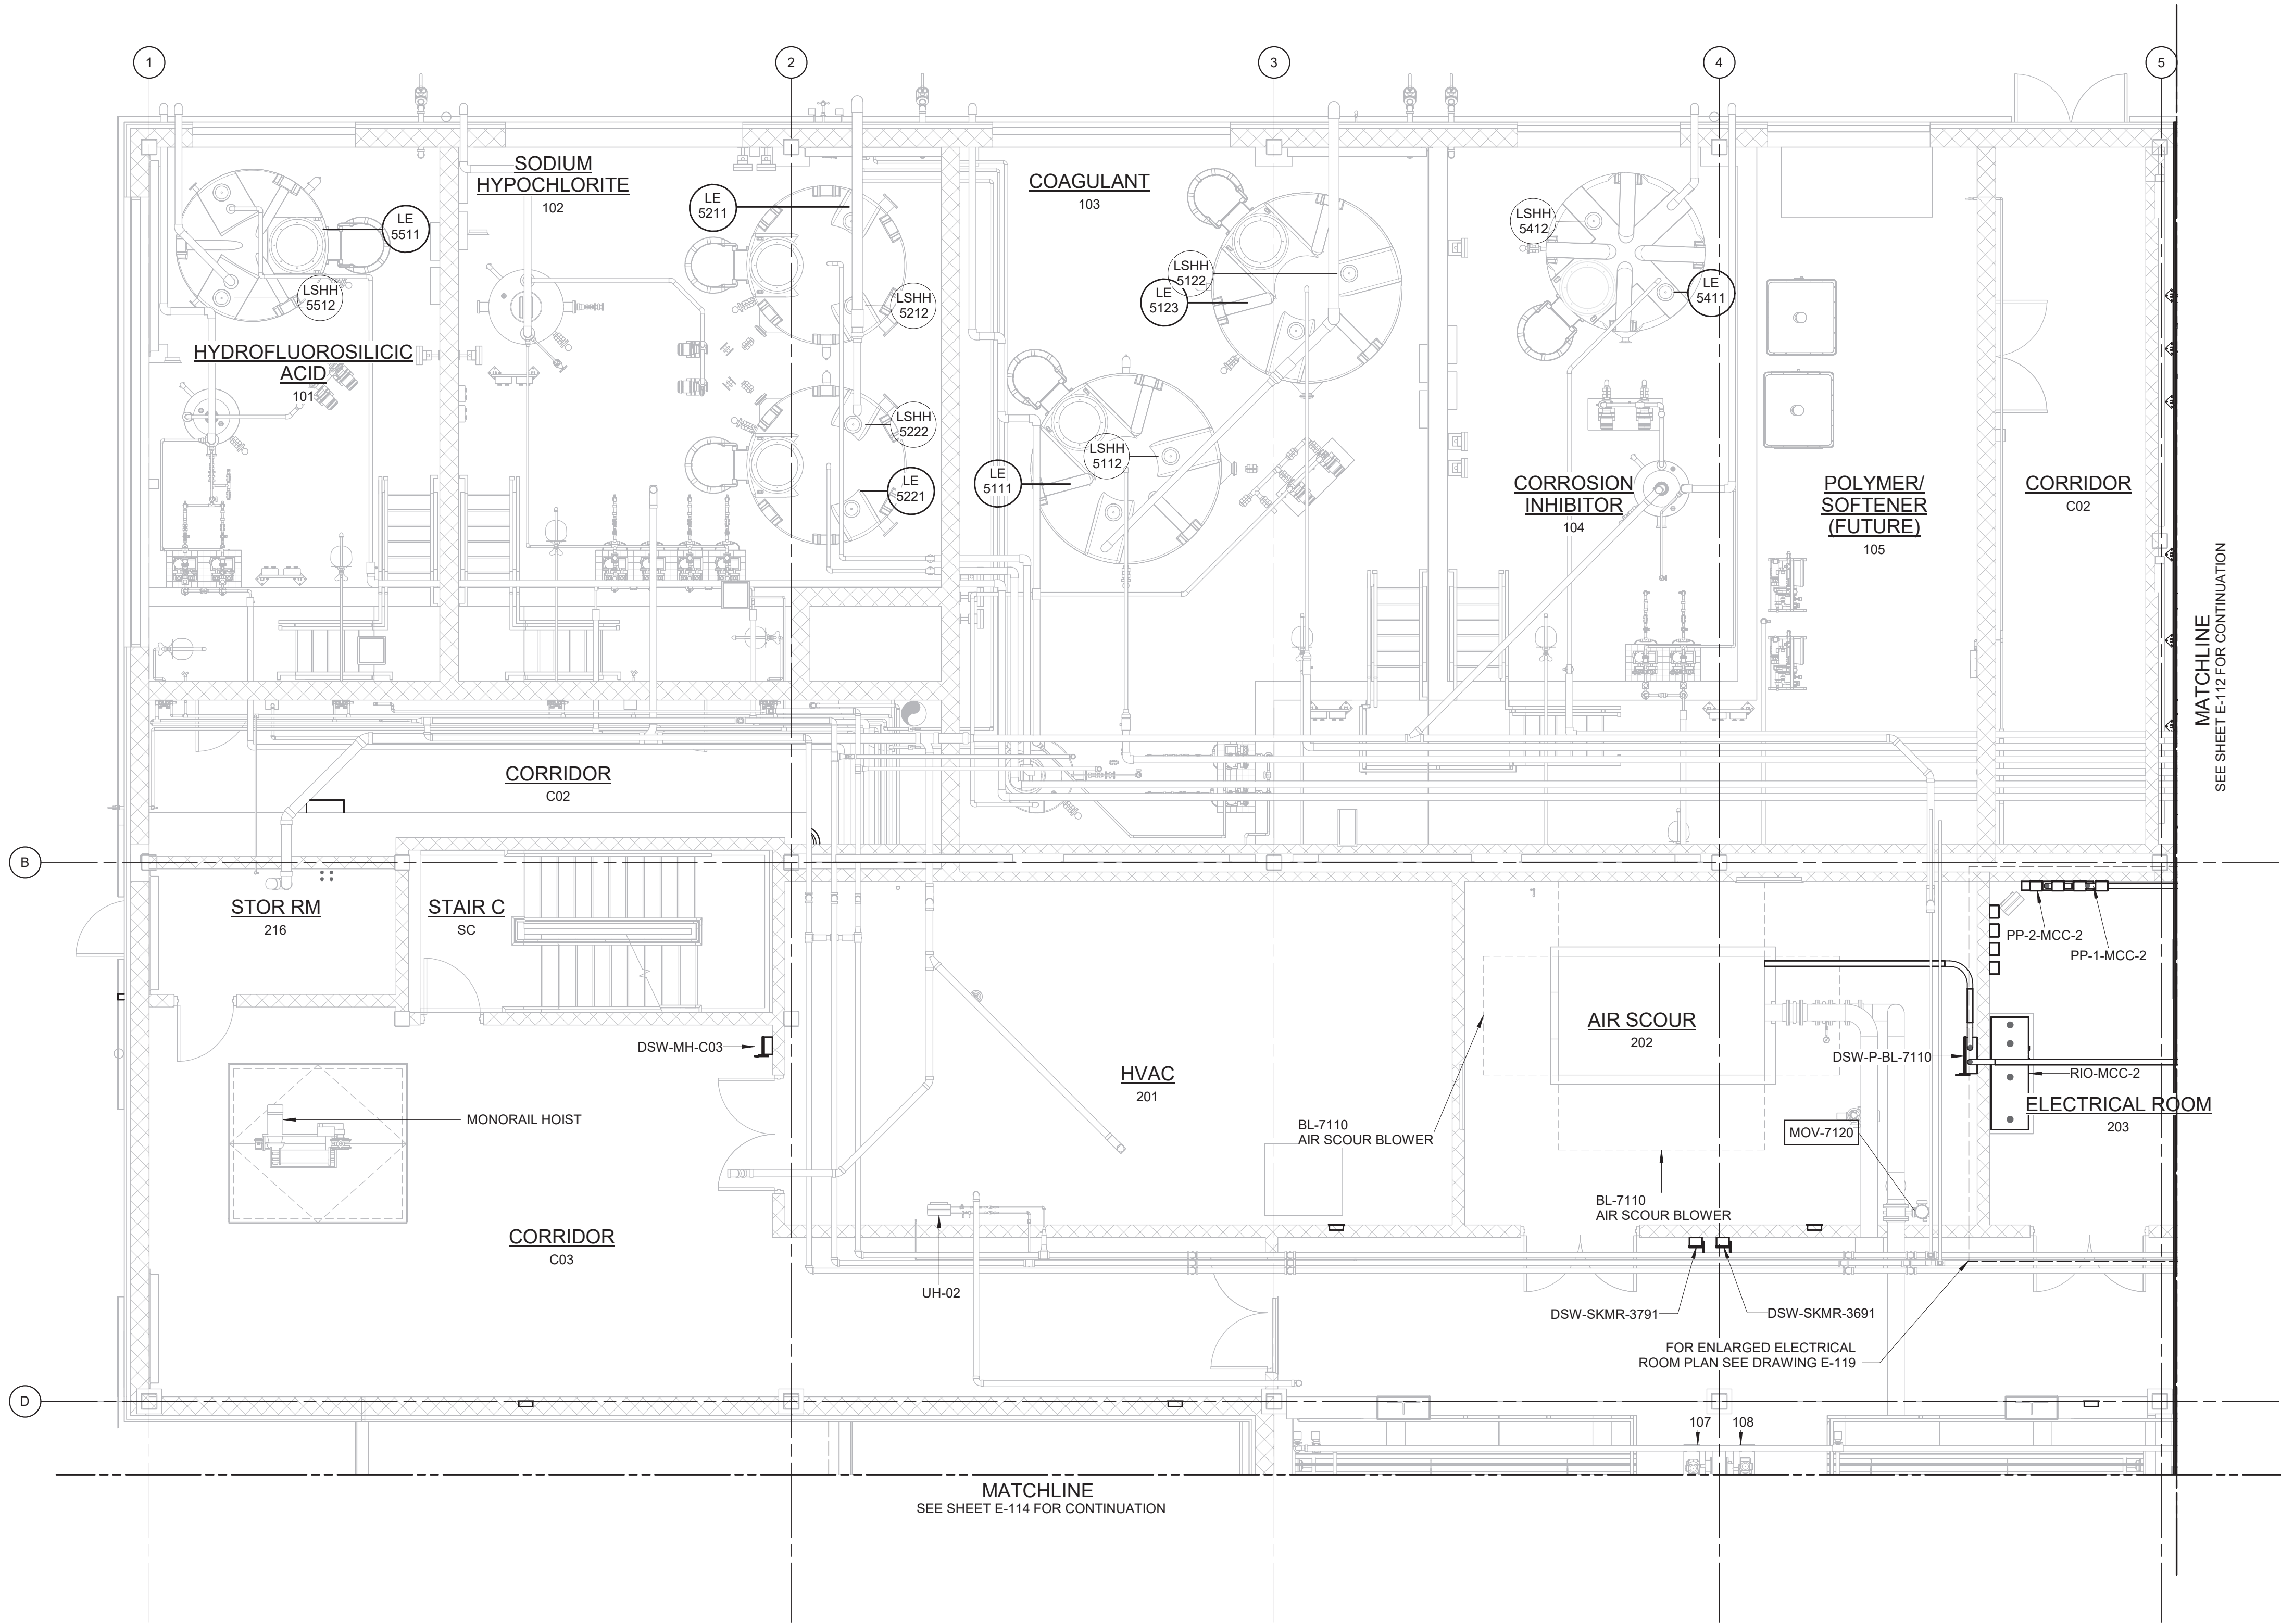 1
2
3
4
5
SODIUM
HYPOCHLORITE
102
COAGULANT
103
LE
5511
LE
5211
LSHH
5412
LSHH
5122
LE
5123
LE
5411
LSHH
5512
LSHH
5212
HYDROFLUOROSILICIC
ACID
101
LSHH
5222
LSHH
5112
LE
5221
LE
5111
CORROSION
INHIBITOR
104
POLYMER/
SOFTENER
(FUTURE)
105
CORRIDOR
C02
MATCHLINE
SEE SHEET E-112 FOR CONTINUATION
CORRIDOR
C02
B
STOR RM
216
STAIR C
SC
PP-2-MCC-2
PP-1-MCC-2
AIR SCOUR
202
DSW-MH-C03
DSW-P-BL-7110
HVAC
201
RIO-MCC-2
ELECTRICAL ROOM
203
MONORAIL HOIST
BL-7110
AIR SCOUR BLOWER
MOV-7120
BL-7110
AIR SCOUR BLOWER
CORRIDOR
C03
UH-02
DSW-SKMR-3791
DSW-SKMR-3691
FOR ENLARGED ELECTRICAL
ROOM PLAN SEE DRAWING E-119
D
107
108
MATCHLINE
SEE SHEET E-114 FOR CONTINUATION